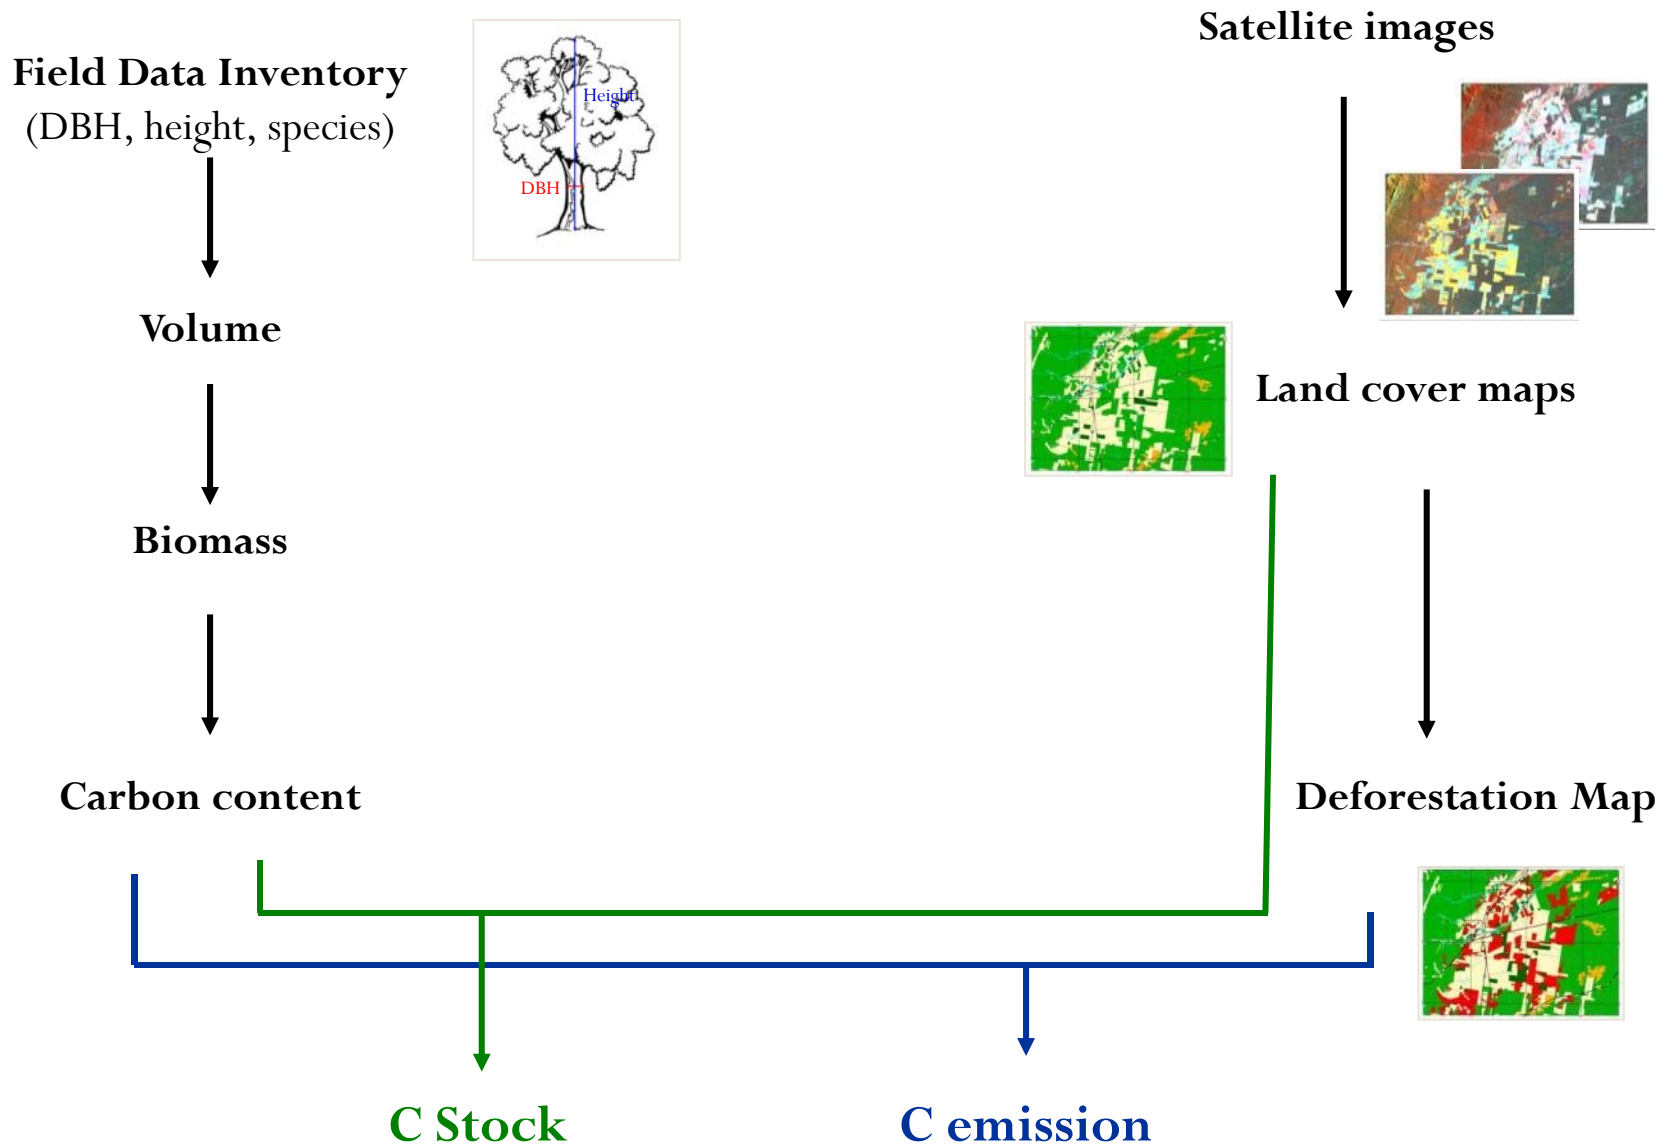 Field Data Inventory
(DBH, height, species)
Height
DBH
Volume
Biomass
Carbon content
Satellite images
Land cover maps
Deforestation Map
C Stock
C emission